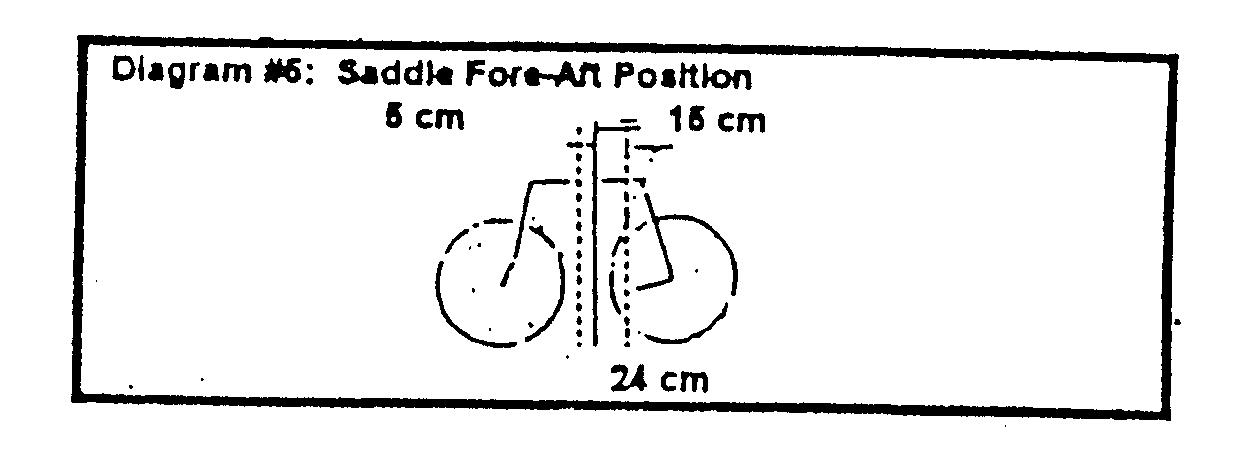 Diagram #5: Saddle Fore-Aft Position
5 cm 15 cm
24 cm